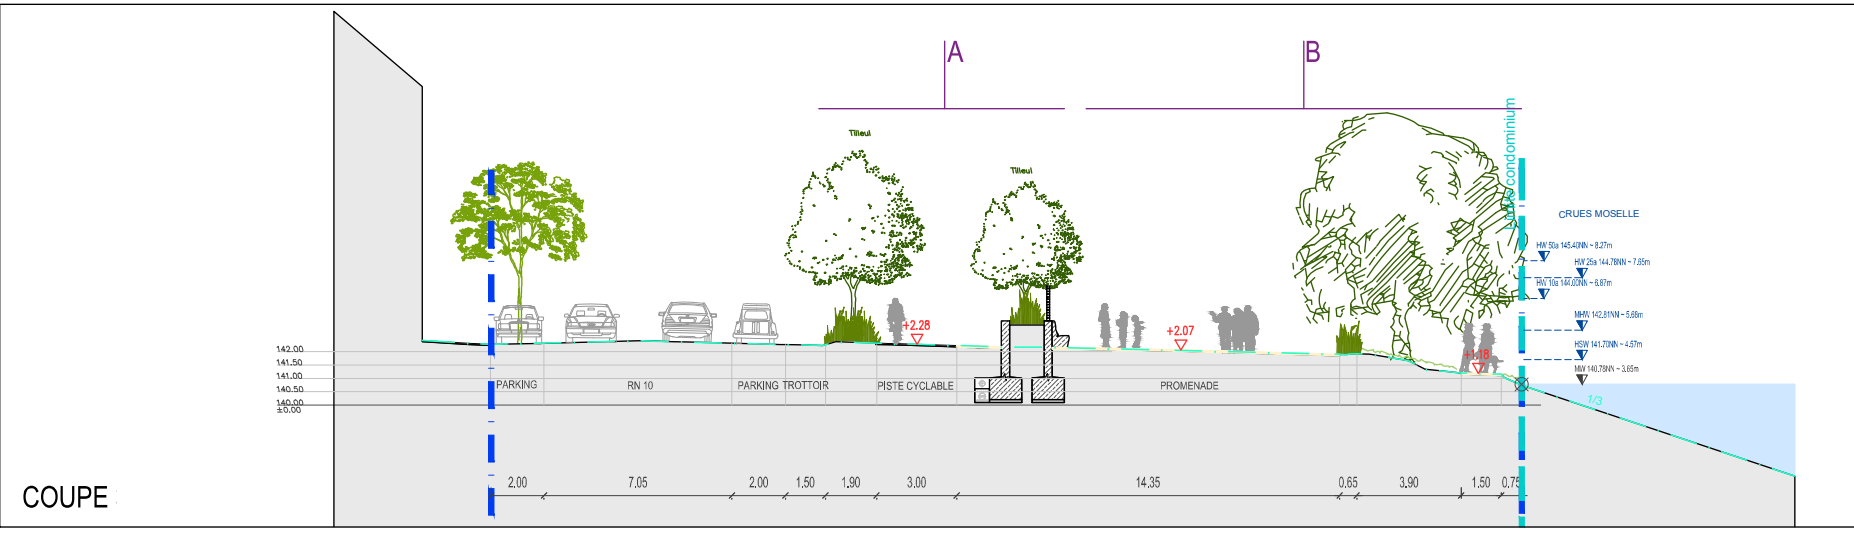 A
B
Tilleul
Tilleul
CRUES MOSELLE
HW 50a 145.40NN ~ 8.27m
HW 25a 144.78NN ~ 7.65m
HW 10a 144.00NN ~ 6.87m
MHW 142.81NN ~ 5.68m
HSW 141.70NN ~ 4.57m
MW 140.78NN ~ 3.65m
condominium
+2.28
+2.07
+1.18
142.00
141.50
141.00
140.50
140.00
±0.00
PARKING
RN 10
PARKING
TROTTOIR
PISTE CYCLABLE
PROMENADE
1/3
2.00
7.05
2.00
1.50
1.90
3.00
14.35
0.65
3.90
1.50
0.75
COUPE